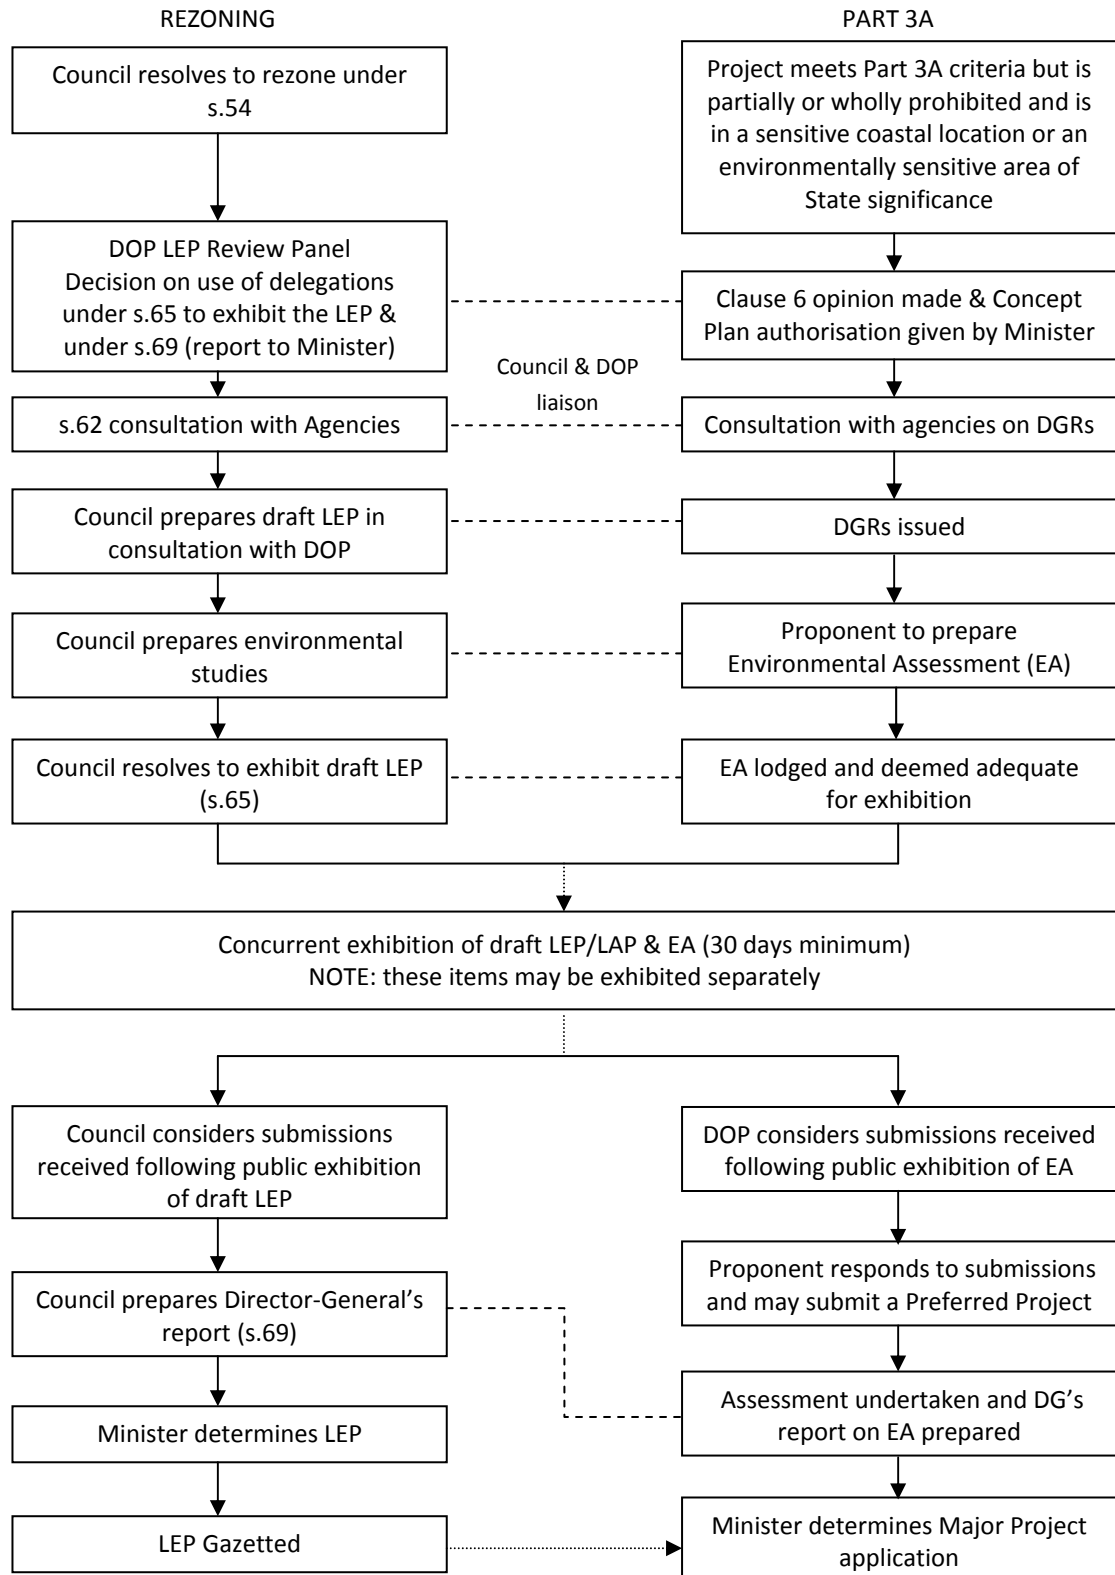 REZONING
PART 3A
Council resolves to rezone under
s.54
Project meets Part 3A criteria but is
partially or wholly prohibited and is
in a sensitive coastal location or an
environmentally sensitive area of
State significance
DOP LEP Review Panel
Decision on use of delegations
under s.65 to exhibit the LEP &
under s.69 (report to Minister)
Clause 6 opinion made & Concept
Plan authorisation given by Minister
Council & DOP
liaison
s.62 consultation with Agencies
Consultation with agencies on DGRs
Council prepares draft LEP in
consultation with DOP
DGRs issued
Council prepares environmental
studies
Proponent to prepare
Environmental Assessment (EA)
Council resolves to exhibit draft LEP
(s.65)
EA lodged and deemed adequate
for exhibition
Concurrent exhibition of draft LEP/LAP & EA (30 days minimum)
NOTE: these items may be exhibited separately
Council considers submissions
received following public exhibition
of draft LEP
DOP considers submissions received
following public exhibition of EA
Council prepares Director-General’s
report (s.69)
Proponent responds to submissions
and may submit a Preferred Project
Minister determines LEP
Assessment undertaken and DG’s
report on EA prepared
LEP Gazetted
Minister determines Major Project
application